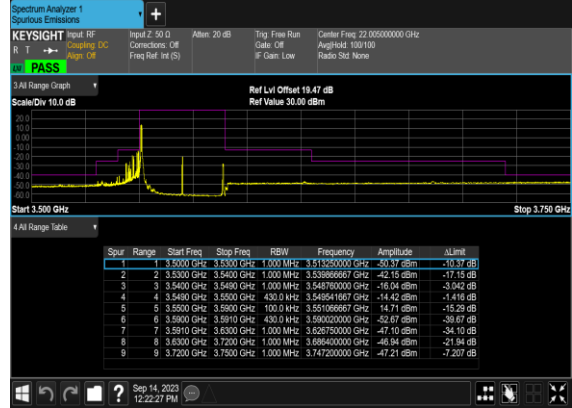 Spectrum Analyzer 1
Spurious Emissions
+
KEYSIGHT Input: RF Input Z: 50 Ω Atten: 20 dB Trig: Free Run Center Freq: 22.005000000 GHz
R T Coupling: DC Corrections: Off Gate: Off Avg|Hold: 100/100
Align: Off Freq Ref: Int (S) IF Gain: Low Radio Std: None
LW PASS
3 All Range Graph
Ref Lvl Offset 19.47 dB
Scale/Div 10.0 dB Ref Value 30.00 dBm
20.0
10.0
0.00
-10.0
-20.0
-30.0
-40.0
-50.0
-60.0
Start 3.500 GHz Stop 3.750 GHz
4 All Range Table
Spur Range Start Freq Stop Freq RBW Frequency Amplitude ΔLimit
1 1 3.5000 GHz 3.5300 GHz 1.000 MHz 3.513250000 GHz -50.37 dBm -10.37 dB
2 2 3.5300 GHz 3.5400 GHz 1.000 MHz 3.539866667 GHz -42.15 dBm -17.15 dB
3 3 3.5400 GHz 3.5490 GHz 1.000 MHz 3.548760000 GHz -16.04 dBm -3.042 dB
4 4 3.5490 GHz 3.5500 GHz 430.0 kHz 3.549541667 GHz -14.42 dBm -1.416 dB
5 5 3.5500 GHz 3.5900 GHz 100.0 kHz 3.551066667 GHz 14.71 dBm -15.29 dB
6 6 3.5900 GHz 3.5910 GHz 430.0 kHz 3.590020000 GHz -52.67 dBm -39.67 dB
7 7 3.5910 GHz 3.6300 GHz 1.000 MHz 3.626750000 GHz -47.10 dBm -34.10 dB
8 8 3.6300 GHz 3.7200 GHz 1.000 MHz 3.686400000 GHz -46.94 dBm -21.94 dB
9 9 3.7200 GHz 3.7500 GHz 1.000 MHz 3.747200000 GHz -47.21 dBm -7.207 dB
? Sep 14, 2023
12:22:27 PM